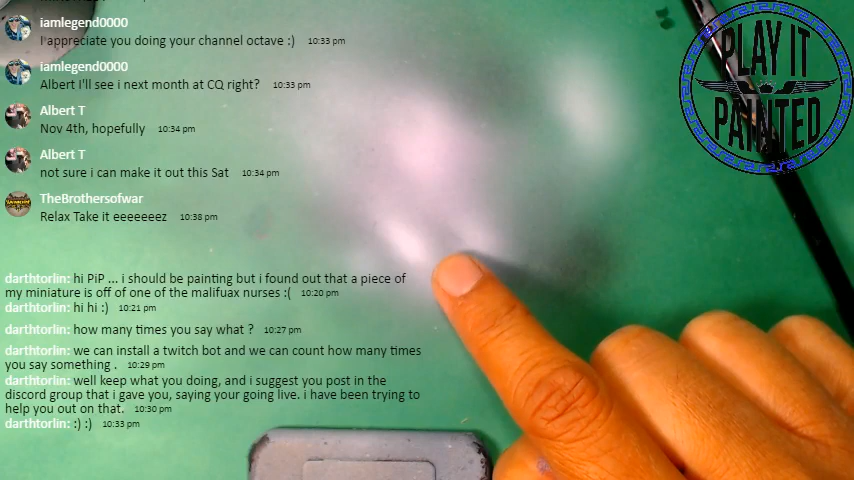 iamlegend0000
I appreciate you doing your channel octave :) 10:33 pm
iamlegend0000
Albert I'll see i next month at CQ right? 10:33 pm
Albert T
Nov 4th, hopefully 10:34 pm
Albert T
not sure i can make it out this Sat 10:34 pm
TheBrothersofwar
Relax Take it eeeeeeez 10:38 pm
darthtorlin: hi PiP ... i should be painting but i found out that a piece of
my miniature is off of one of the malifuax nurses :( 10:20 pm
darthtorlin: hi hi :) 10:21 pm
darthtorlin: how many times you say what ? 10:27 pm
darthtorlin: we can install a twitch bot and we can count how many times
you say something . 10:29 pm
darthtorlin: well keep what you doing, and i suggest you post in the
discord group that i gave you, saying your going live. i have been trying to
help you out on that. 10:30 pm
darthtorlin: :) :) 10:33 pm
PLAY IT
PAINTED